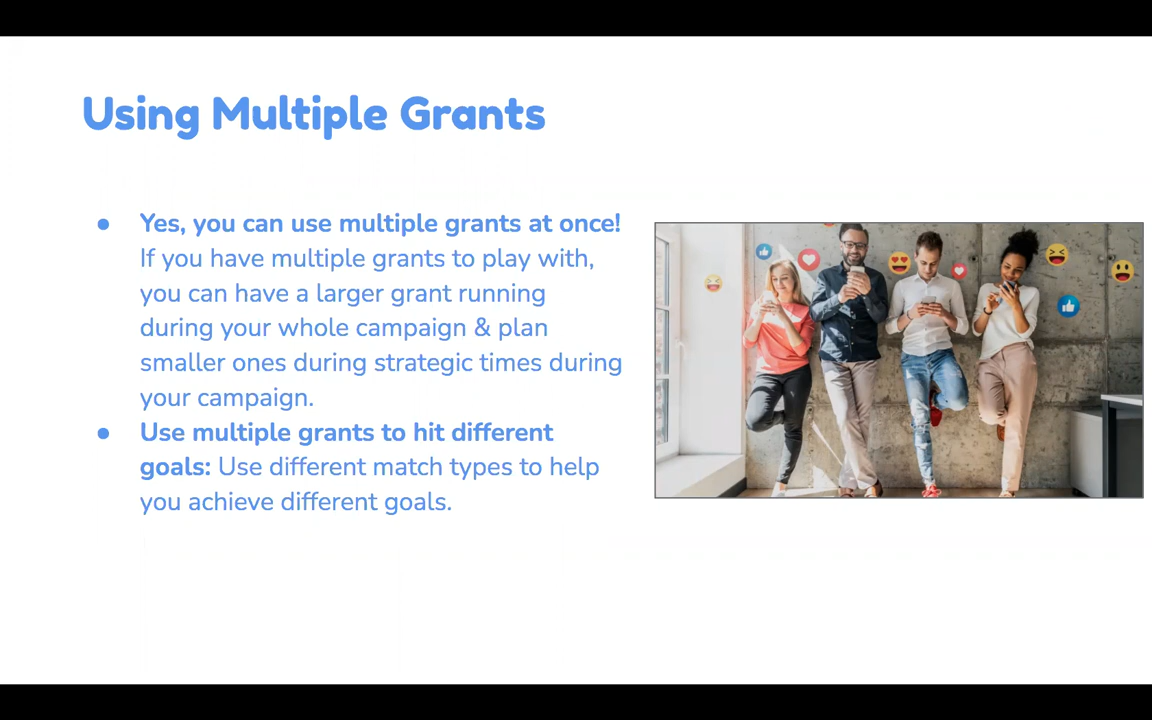 Using Multiple Grants
● Yes, you can use multiple grants at once!
If you have multiple grants to play with,
you can have a larger grant running
during your whole campaign & plan
smaller ones during strategic times during
your campaign.
● Use multiple grants to hit different
goals: Use different match types to help
you achieve different goals.